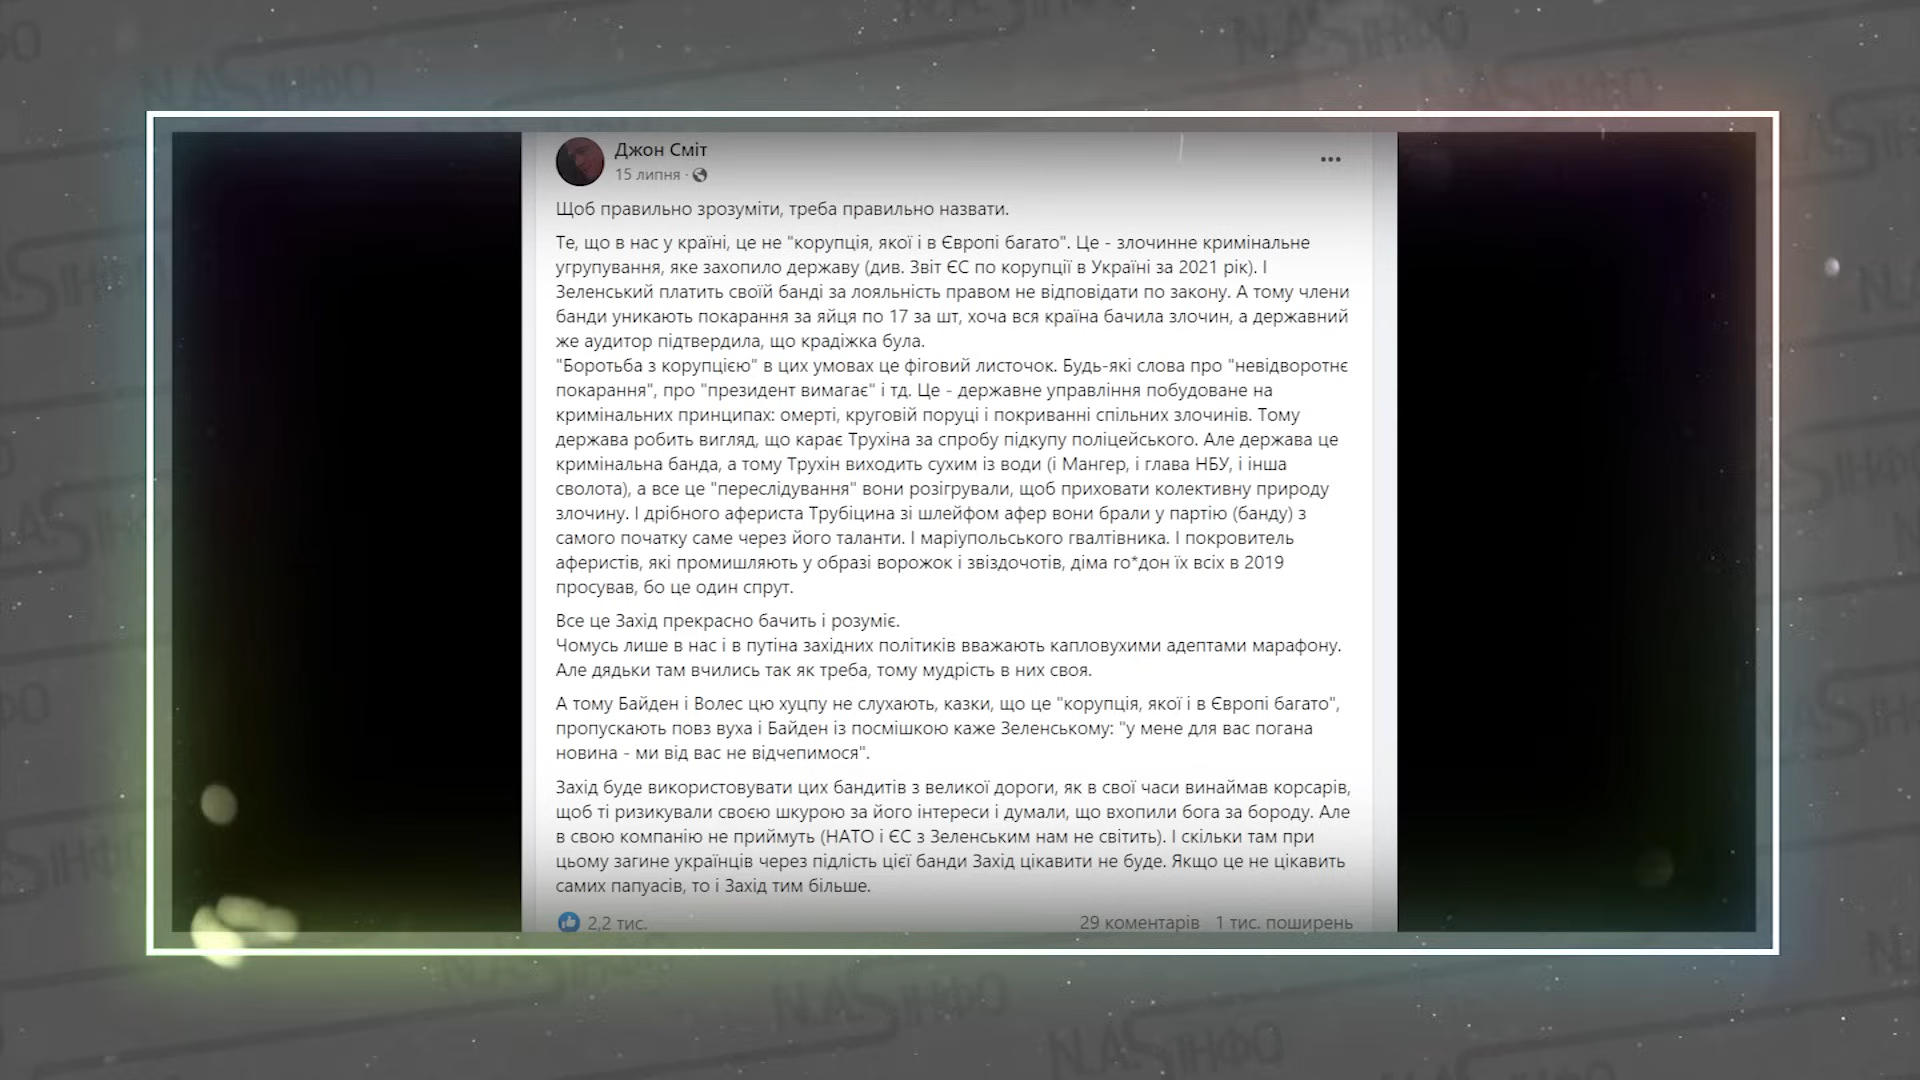 Джон Сміт
15 липня ·
Щоб правильно зрозуміти, треба правильно назвати.
Те, що в нас у країні, це не "корупція, якої і в Європі багато". Це - злочинне кримінальне
угрупування, яке захопило державу (див. Звіт ЄС по корупції в Україні за 2021 рік). І
Зеленський платить своїй банді за лояльність правом не відповідати по закону. А тому члени
банди уникають покарання за яйця по 17 за шт, хоча вся країна бачила злочин, а державний
же аудитор підтвердила, що крадіжка була.
"Боротьба з корупцією" в цих умовах це фіговий листочок. Будь-які слова про "невідворотнє
покарання", про "президент вимагає" і тд. Це - державне управління побудоване на
кримінальних принципах: омерті, круговій поруці і покриванні спільних злочинів. Тому
держава робить вигляд, що карає Трухіна за спробу підкупу поліцейського. Але держава це
кримінальна банда, а тому Трухін виходить сухим із води (і Мангер, і глава НБУ, і інша
сволота), а все це "переслідування" вони розігрували, щоб приховати колективну природу
злочину. І дрібного афериста Трубіцина зі шлейфом афер вони брали у партію (банду) з
самого початку саме через його таланти. І маріупольського гвалтівника. І покровитель
аферистів, які промишляють у образі ворожок і звіздочотів, діма го*дон їх всіх в 2019
просував, бо це один спрут.
Все це Захід прекрасно бачить і розуміє.
Чомусь лише в нас і в путіна західних політиків вважають капловухими адептами марафону.
Але дядьки там вчились так як треба, тому мудрість в них своя.
А тому Байден і Волес цю хуцпу не слухають, казки, що це "корупція, якої і в Європі багато",
пропускають повз вуха і Байден із посмішкою каже Зеленському: "у мене для вас погана
новина - ми від вас не відчепимося".
Захід буде використовувати цих бандитів з великої дороги, як в свої часи винаймав корсарів,
щоб ті ризикували своєю шкурою за його інтереси і думали, що вхопили бога за бороду. Але
в свою компанію не приймуть (НАТО і ЄС з Зеленським нам не світить). І скільки там при
цьому загине українців через підлість цієї банди Захід цікавити не буде. Якщо це не цікавить
самих папуасів, то і Захід тим більше.
2,2 тис. 29 коментарів 1 тис. поширень